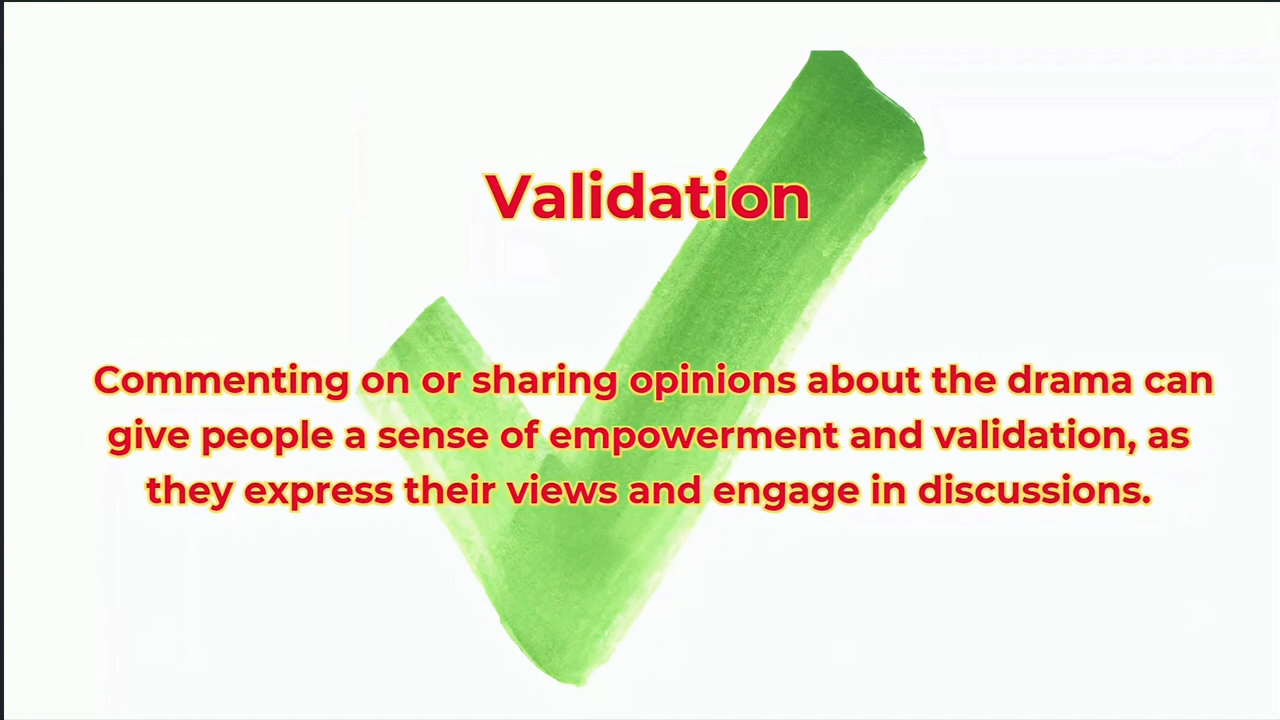 Validation
Commenting on or sharing opinions about the drama can
give people a sense of empowerment and validation, as
they express their views and engage in discussions.